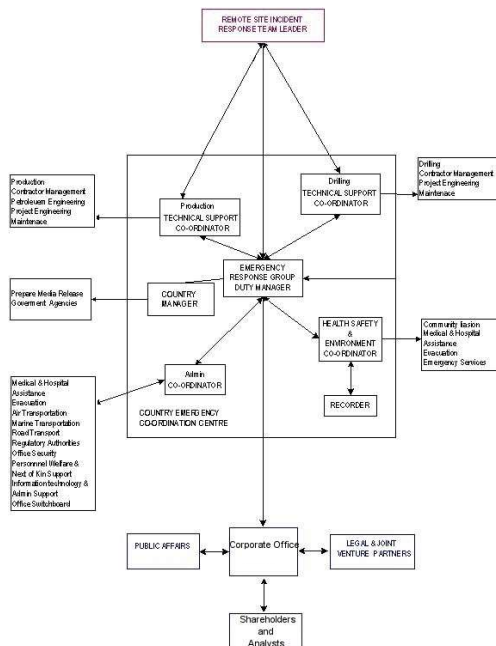 REMOTE SITE INCIDENT
RESPONSE TEAM LEADER
Production
Contractor Management
Petroleum Engineering
Project Engineering
Maintenace
Production
TECHNICAL SUPPORT
CO-ORDINATOR
Drilling
TECHNICAL SUPPORT
CO-ORDINATOR
Drilling
Contractor Management
Project Engineering
Maintenace
Prepare Media Release
Goverment Agencies
COUNTRY
MANAGER
EMERGENCY
RESPONSE GROUP
DUTY MANAGER
HEALTH SAFETY
&
ENVIRONMENT
CO-ORDINATOR
Community liasion
Medical & Hospital
Assistance
Evacuation
Emergency Services
Admin
CO-ORDINATOR
RECORDER
COUNTRY EMERGENCY
CO-ORDINATION CENTRE
Medical & Hospital
Assistance
Evacuation
Air Transportation
Marine Transportation
Road Transport
Regulatory Authorities
Office Security
Personnnel Welfare &
Next of Kin Support
Information technology &
Admin Support
Office Switchboard
PUBLIC AFFAIRS
Corporate Office
LEGAL & JOINT
VENTURE PARTNERS
Shareholders
and
Analysts